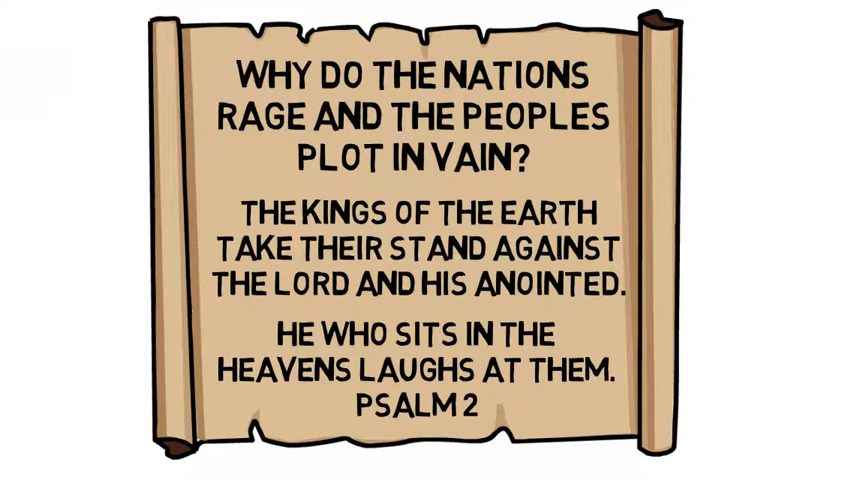 WHY DO THE NATIONS
RAGE AND THE PEOPLES
PLOT IN VAIN?
THE KINGS OF THE EARTH
TAKE THEIR STAND AGAINST
THE LORD AND HIS ANOINTED.
HE WHO SITS IN THE
HEAVENS LAUGHS AT THEM.
PSALM 2